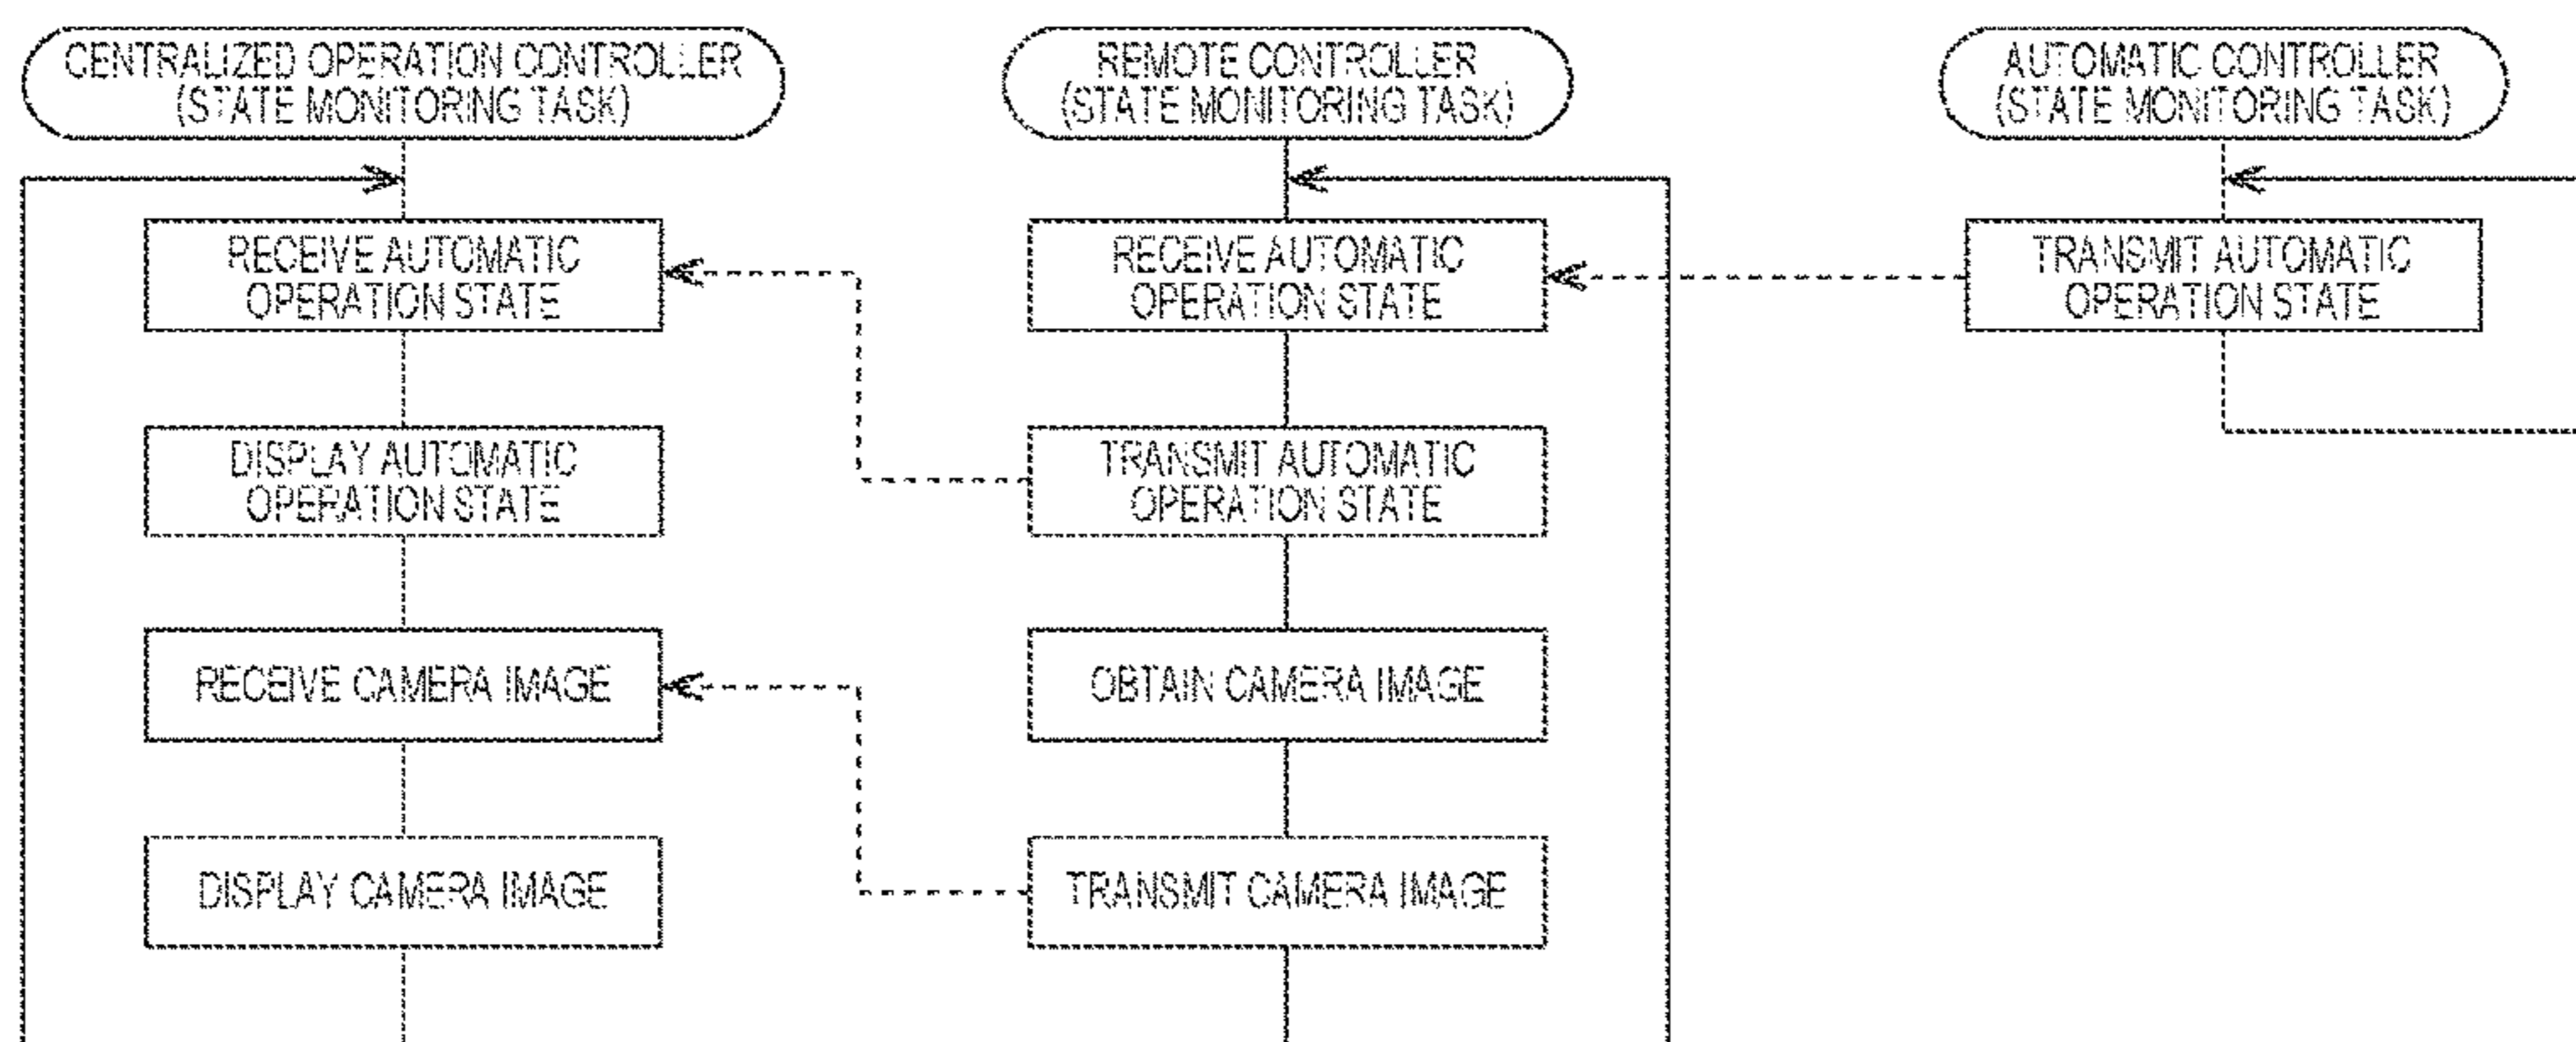 CENTRALIZED OPERATION CONTROLLER
(STATE MONITORING TASK)
RECEIVE AUTOMATIC
OPERATION STATE
DISPLAY AUTOMATIC
OPERATION STATE
RECEIVE CAMERA IMAGE
DISPLAY CAMERA IMAGE
REMOTE CONTROLLER
(STATE MONITORING TASK)
RECEIVE AUTOMATIC
OPERATION STATE
TRANSMIT AUTOMATIC
OPERATION STATE
OBTAIN CAMERA IMAGE
TRANSMIT CAMERA IMAGE
AUTOMATIC CONTROLLER
(STATE MONITORING TASK)
TRANSMIT AUTOMATIC
OPERATION STATE